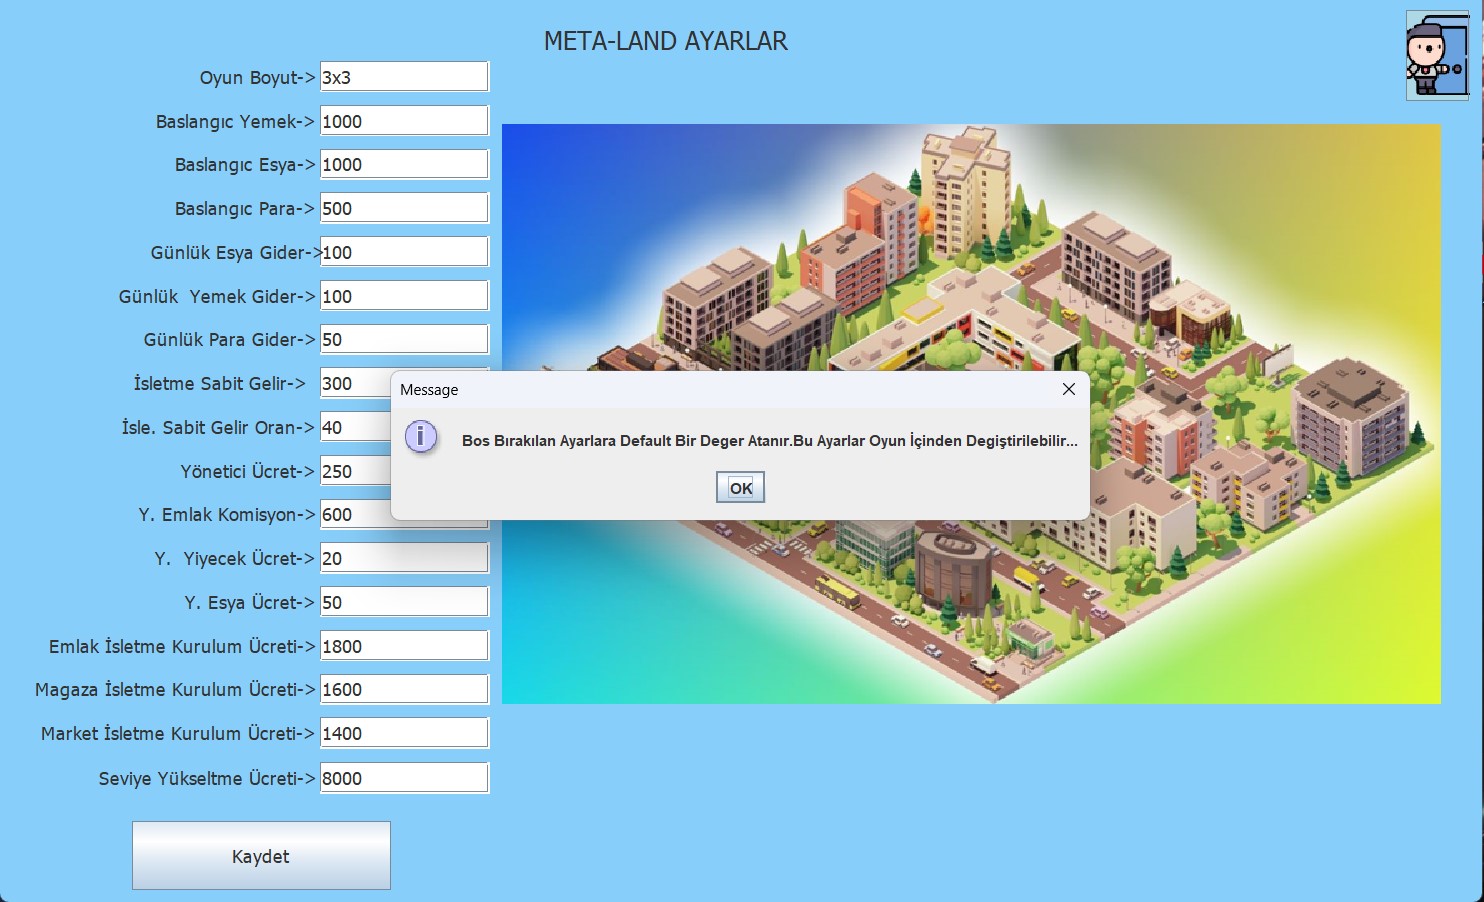 META-LAND AYARLAR
Oyun Boyut-> 3x3
Baslangıc Yemek-> 1000
Baslangıc Esya-> 1000
Baslangıc Para-> 500
Günlük Esya Gider-> 100
Günlük  Yemek Gider-> 100
Günlük Para Gider-> 50
İsletme Sabit Gelir-> 300
İsle. Sabit Gelir Oran-> 40
Yönetici Ücret-> 250
Y. Emlak Komisyon-> 600
Y.  Yiyecek Ücret-> 20
Y. Esya Ücret-> 50
Emlak İsletme Kurulum Ücreti-> 1800
Magaza İsletme Kurulum Ücreti-> 1600
Market İsletme Kurulum Ücreti-> 1400
Seviye Yükseltme Ücreti-> 8000
Kaydet
Message
Bos Bırakılan Ayarlara Default Bir Deger Atanır.Bu Ayarlar Oyun İçinden Degiştirilebilir...
OK